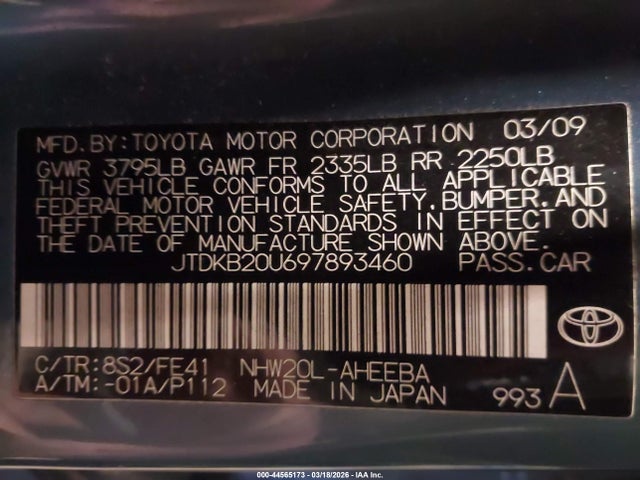 MFD.BY:TOYOTA MOTOR CORPORATION 03/09
GVWR 3795LB GAWR FR 2335LB RR 2250LB
THIS VEHICLE CONFORMS TO ALL APPLICABLE
FEDERAL MOTOR VEHICLE SAFETY.BUMPER.AND
THEFT PREVENTION STANDARDS IN EFFECT ON
THE DATE OF MANUFACTURE SHOWN ABOVE.
JTDKB20U697893460 PASS.CAR
C/TR:8S2/FE41 NHW20L-AHEEBA
A/TM:-01A/P112 MADE IN JAPAN 993 A
TOYOTA
000-44565173 - 03/18/2026 - IAA Inc.